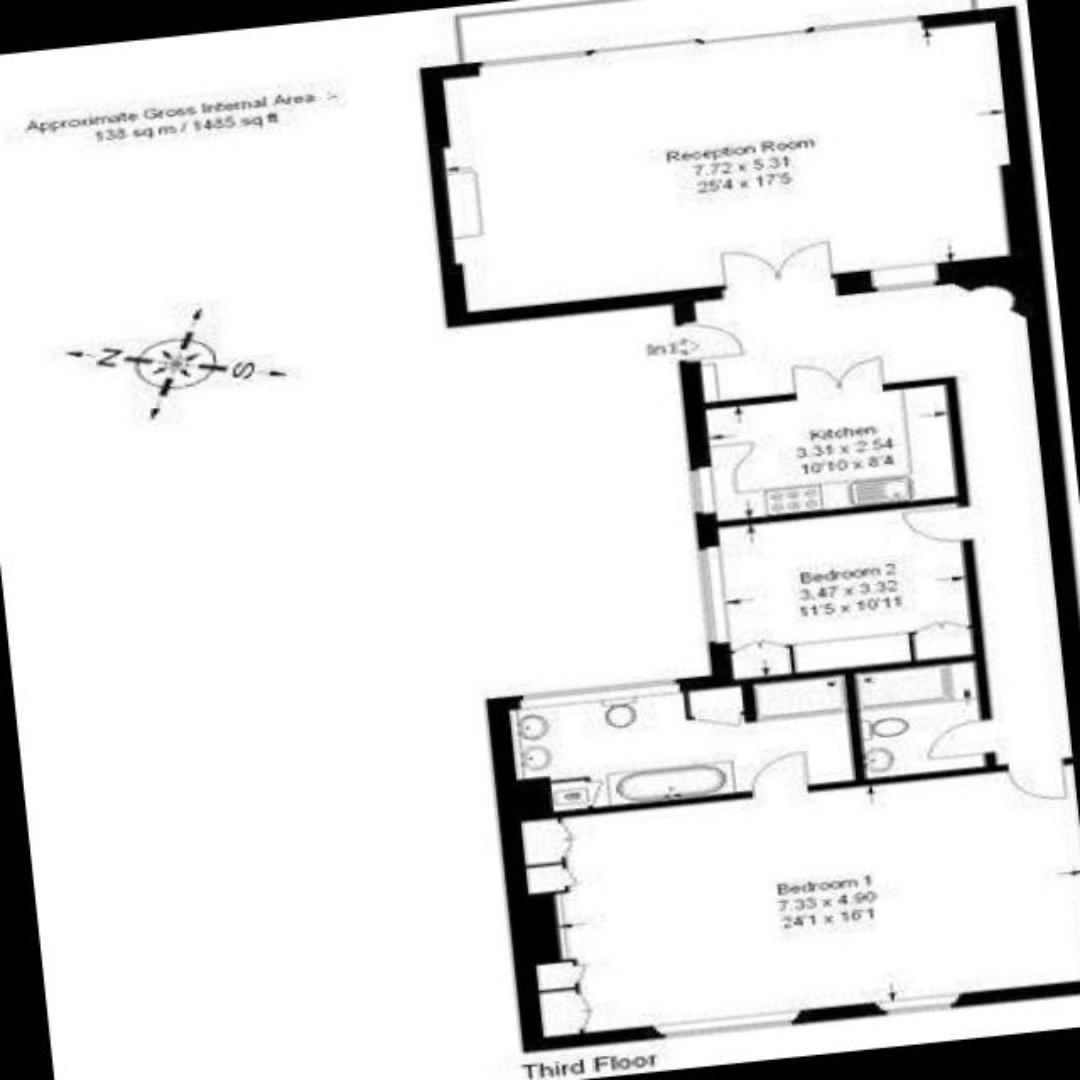 Approximate Gross Internal Area :-
138 sq m / 1485 sq ft
Reception Room
7.72 x 5.31
25'4 x 17'5
N
S
In
Kitchen
3.31 x 2.54
10'10 x 8'4
Bedroom 2
3.47 x 3.32
11'5 x 10'11
Bedroom 1
7.33 x 4.90
24'1 x 16'1
Third Floor